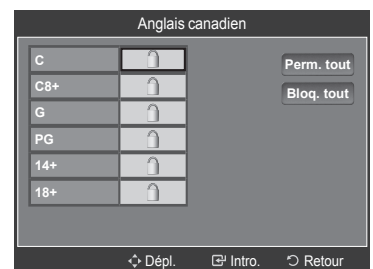 Anglais canadien
C
Perm. tout
C8+
Bloq. tout
G
PG
14+
18+
Dépl. Intro. Retour